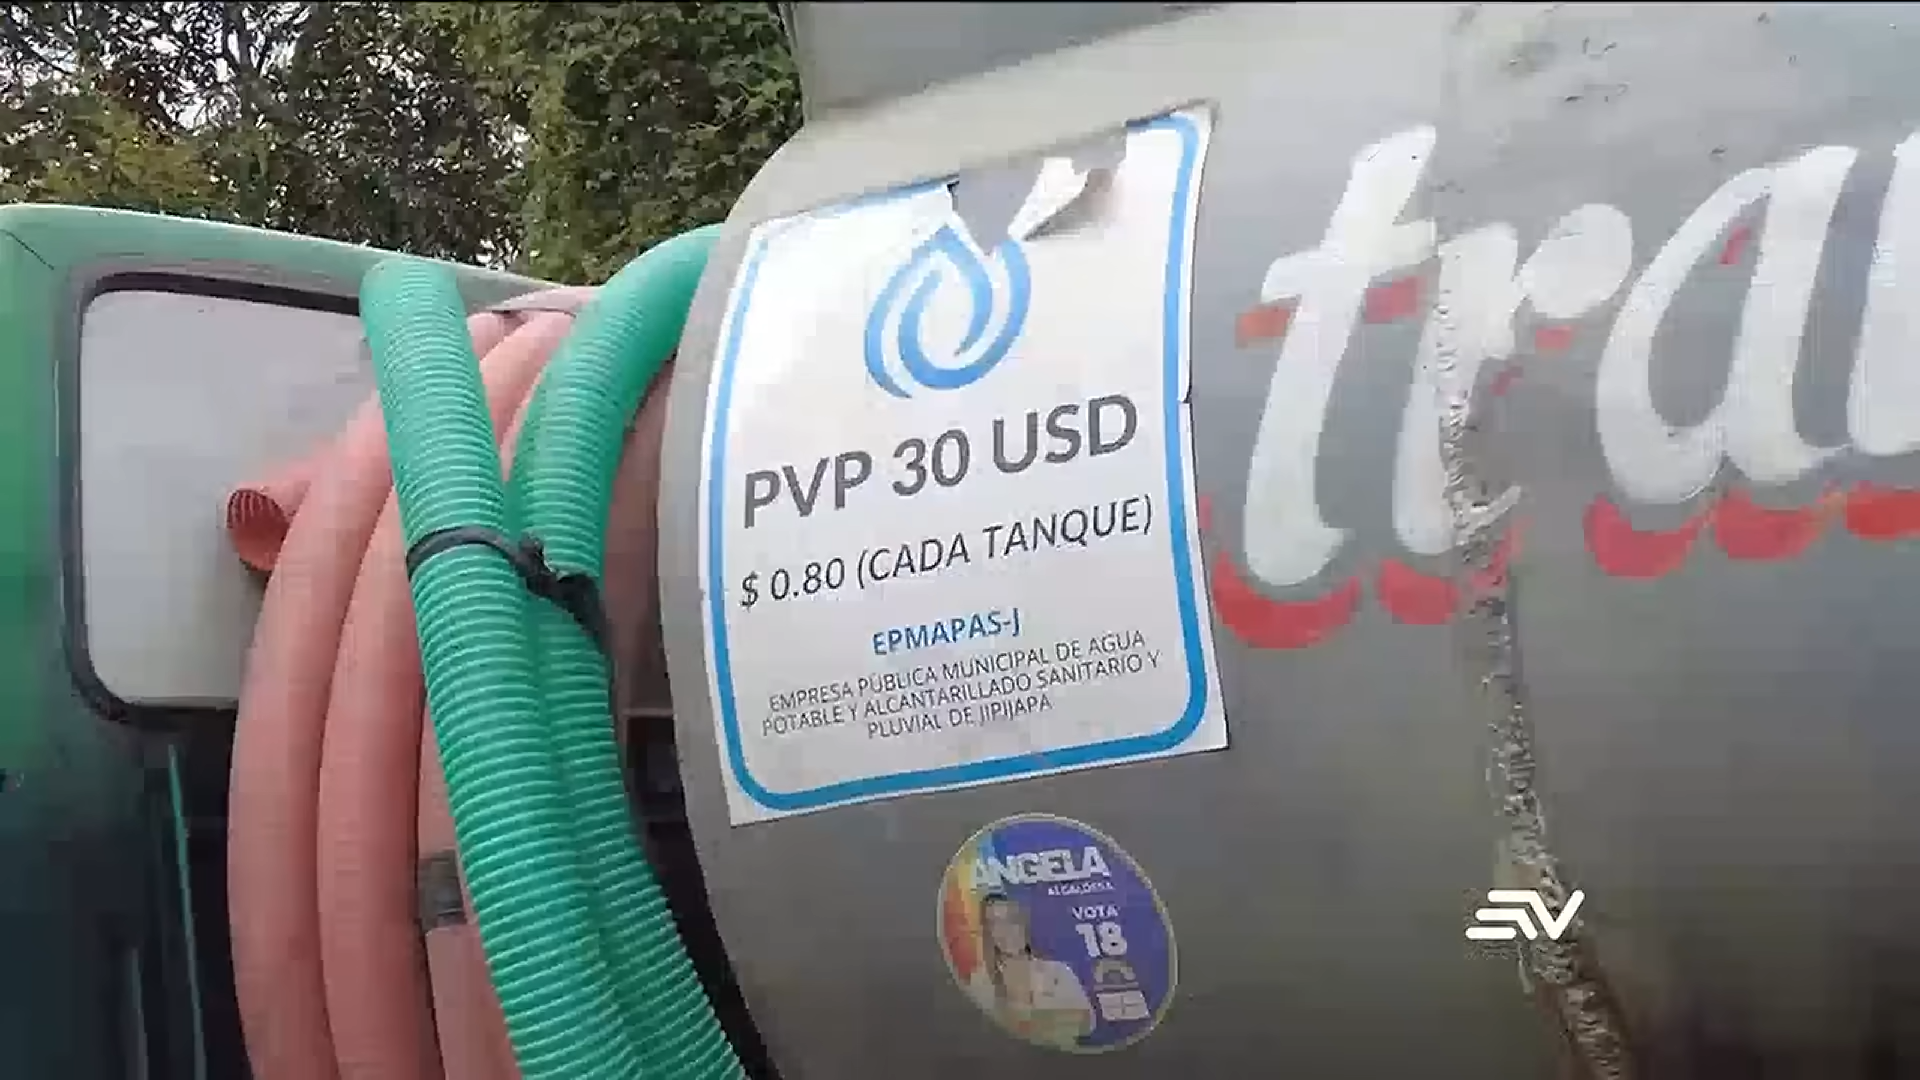 PVP 30 USD
$ 0.80 (CADA TANQUE)
EPMAPAS-J
EMPRESA PÚBLICA MUNICIPAL DE AGUA
POTABLE Y ALCANTARILLADO SANITARIO Y
PLUVIAL DE JIPIJAPA
tra
ANGELA
ALCALDESA
VOTA
18